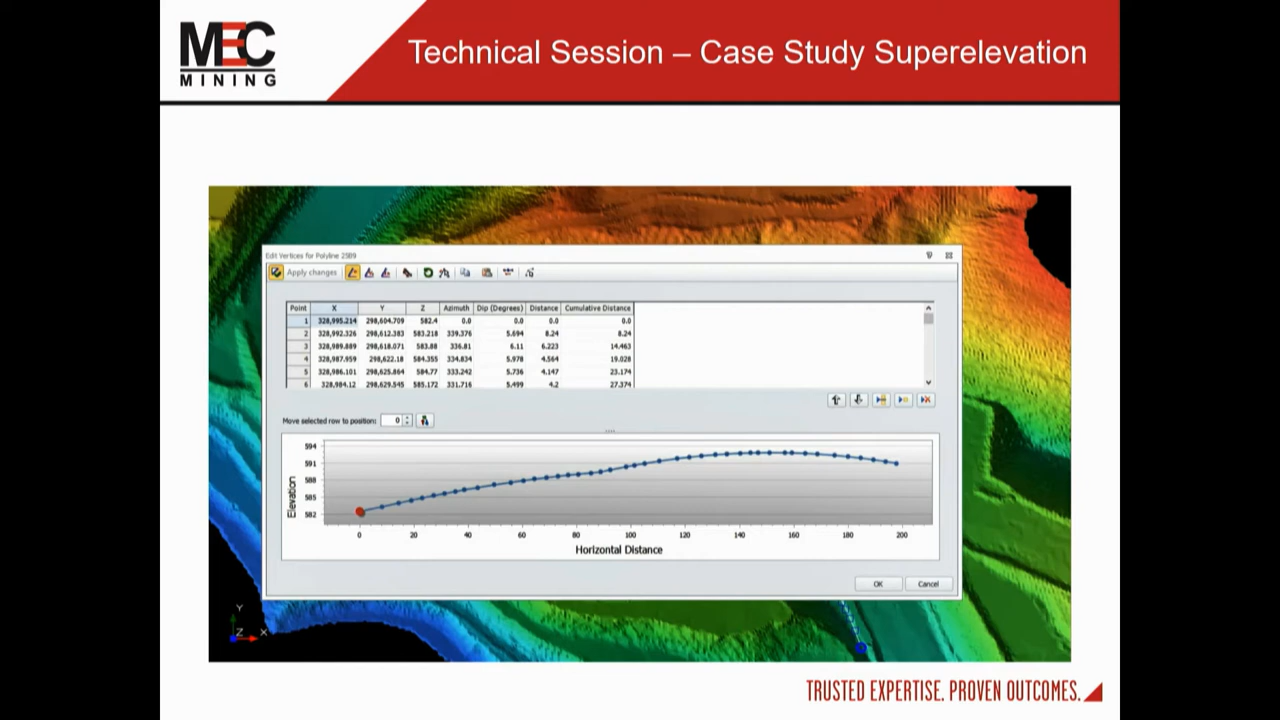 MEC
MINING
Technical Session – Case Study Superelevation
Edit Vertices for Polyline 2589
Apply changes
Point X Y Z Azimuth Dip (Degrees) Distance Cumulative Distance
1 328,995.214 298,604.709 582.4 0.0 0.0 0.0 0.0
2 328,992.326 298,612.383 583.218 339.376 5.694 8.24 8.24
3 328,989.889 298,618.071 583.88 336.81 6.11 6.223 14.463
4 328,987.959 298,622.18 584.355 334.834 5.978 4.564 19.028
5 328,986.101 298,625.864 584.77 333.242 5.736 4.147 23.174
6 328,984.12 298,629.545 585.172 331.716 5.499 4.2 27.374
Move selected row to position: 0
594
591
588
585
582
Elevation
0 20 40 60 80 100 120 140 160 180 200
Horizontal Distance
OK Cancel
Y
Z X
TRUSTED EXPERTISE. PROVEN OUTCOMES.